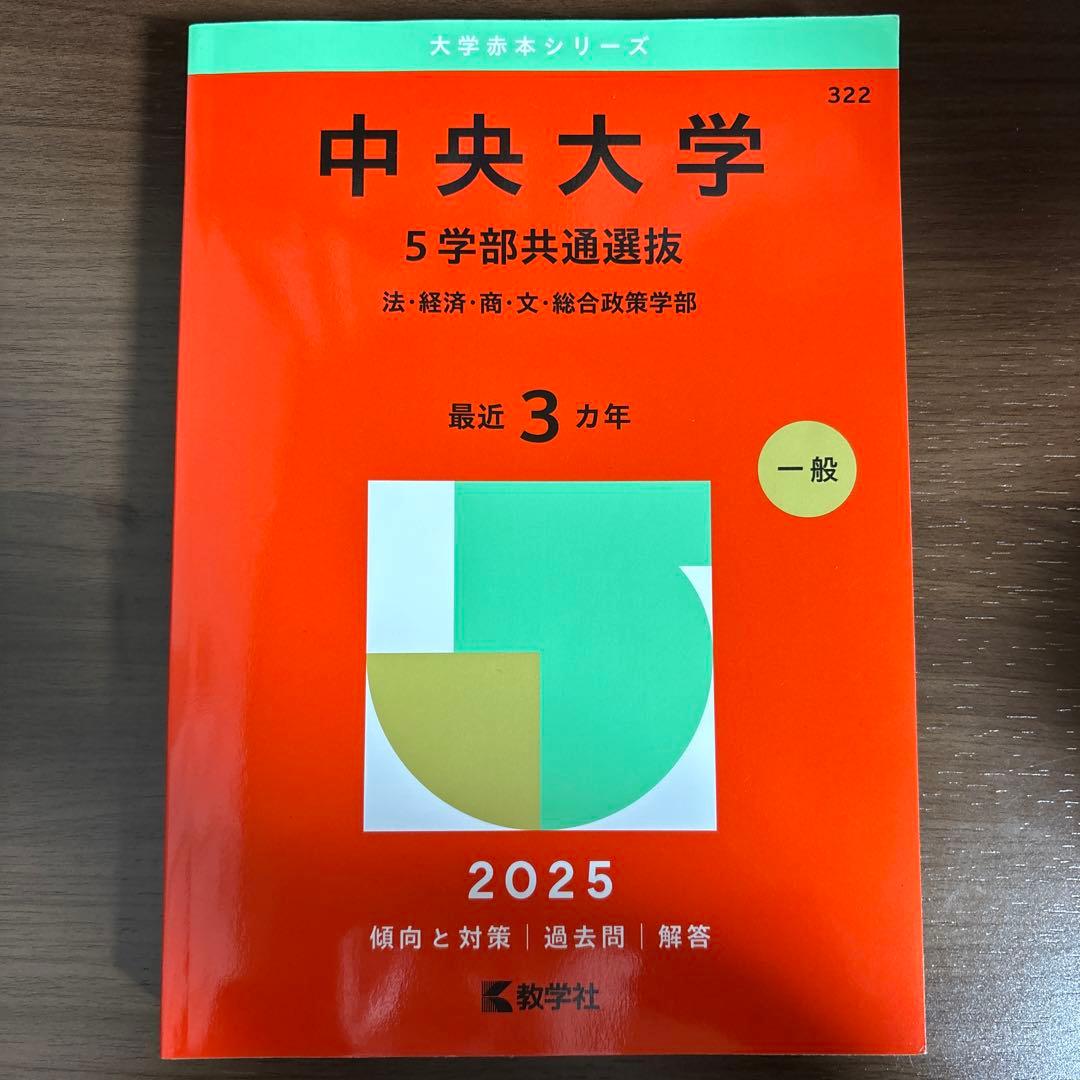 大学赤本シリーズ
322
中央大学
5学部共通選抜
法・経済・商・文・総合政策学部
最近3カ年
一般
2025
傾向と対策|過去問|解答
教学社